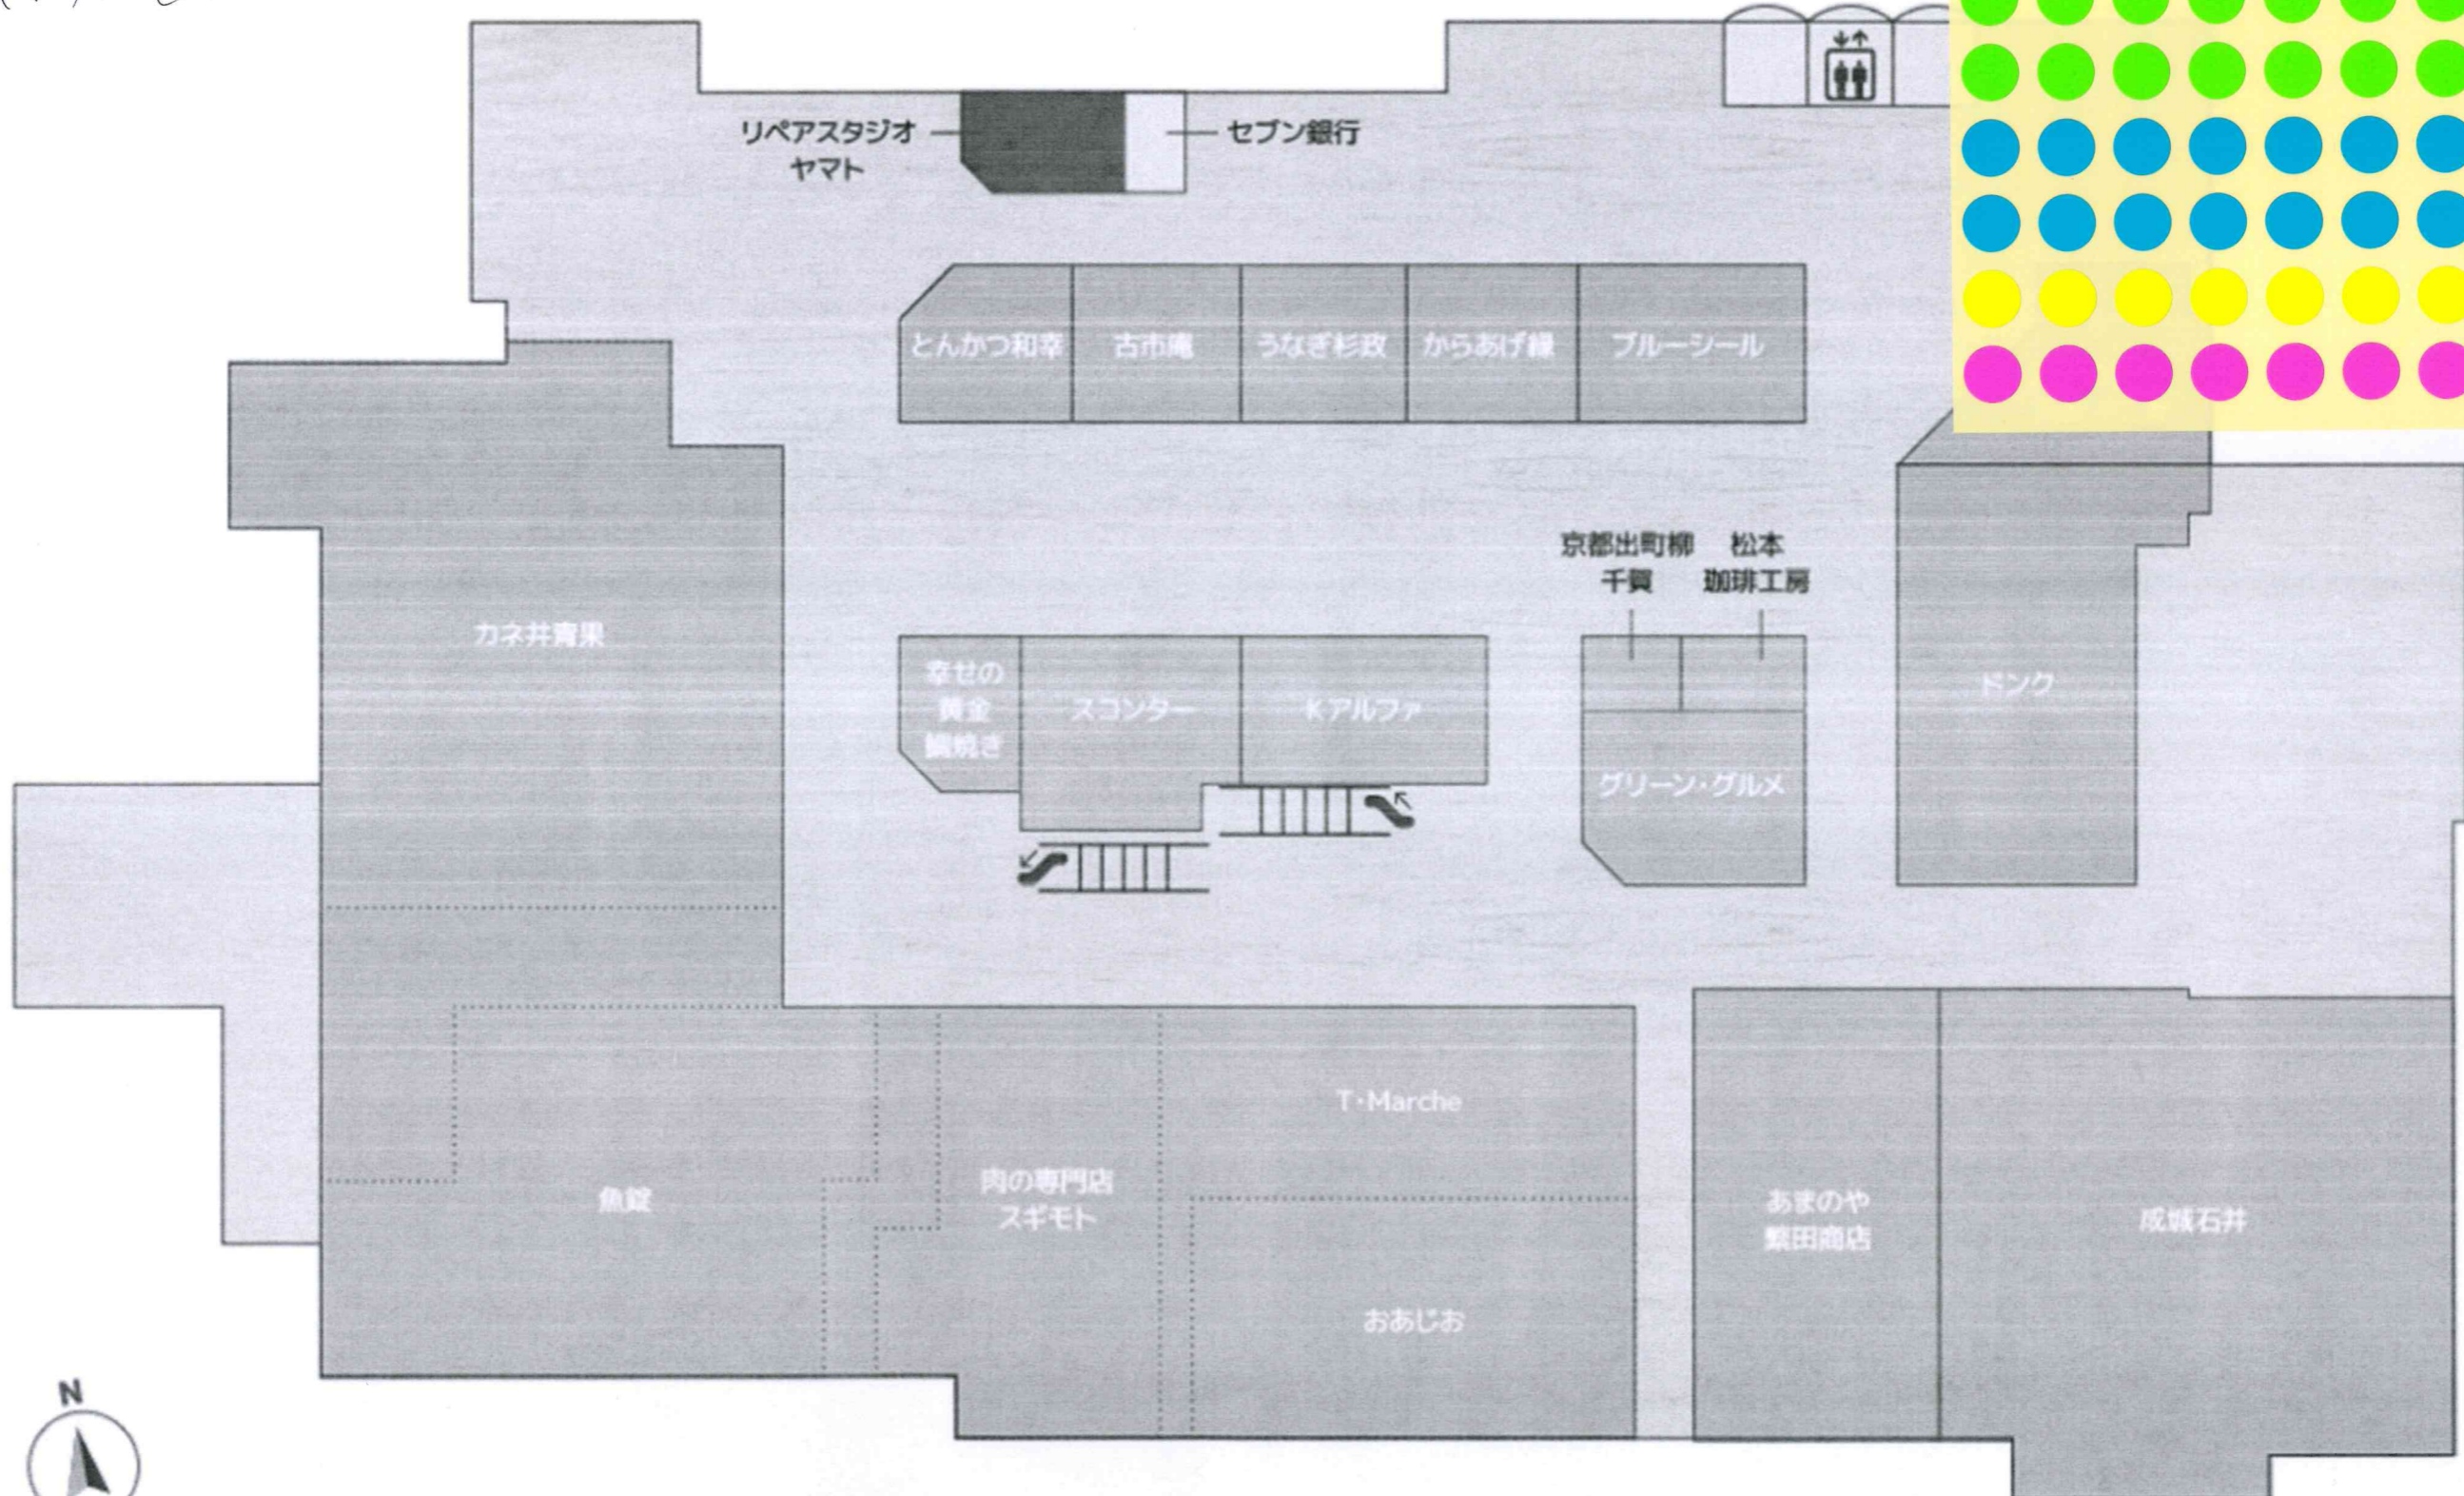 リペアスタジオ
ヤマト
セブン銀行
とんかつ和幸
古市庵
うなぎ杉政
からあげ縁
ブルーシール
京都出町柳
千賀
松本
珈琲工房
カネ井青果
幸せの
黄金
鯛焼き
スコンター
Kアルファ
グリーン・グルメ
ドンク
T・Marche
肉の専門店
スギモト
魚錠
おあじお
あまのや
繁田商店
成城石井
N